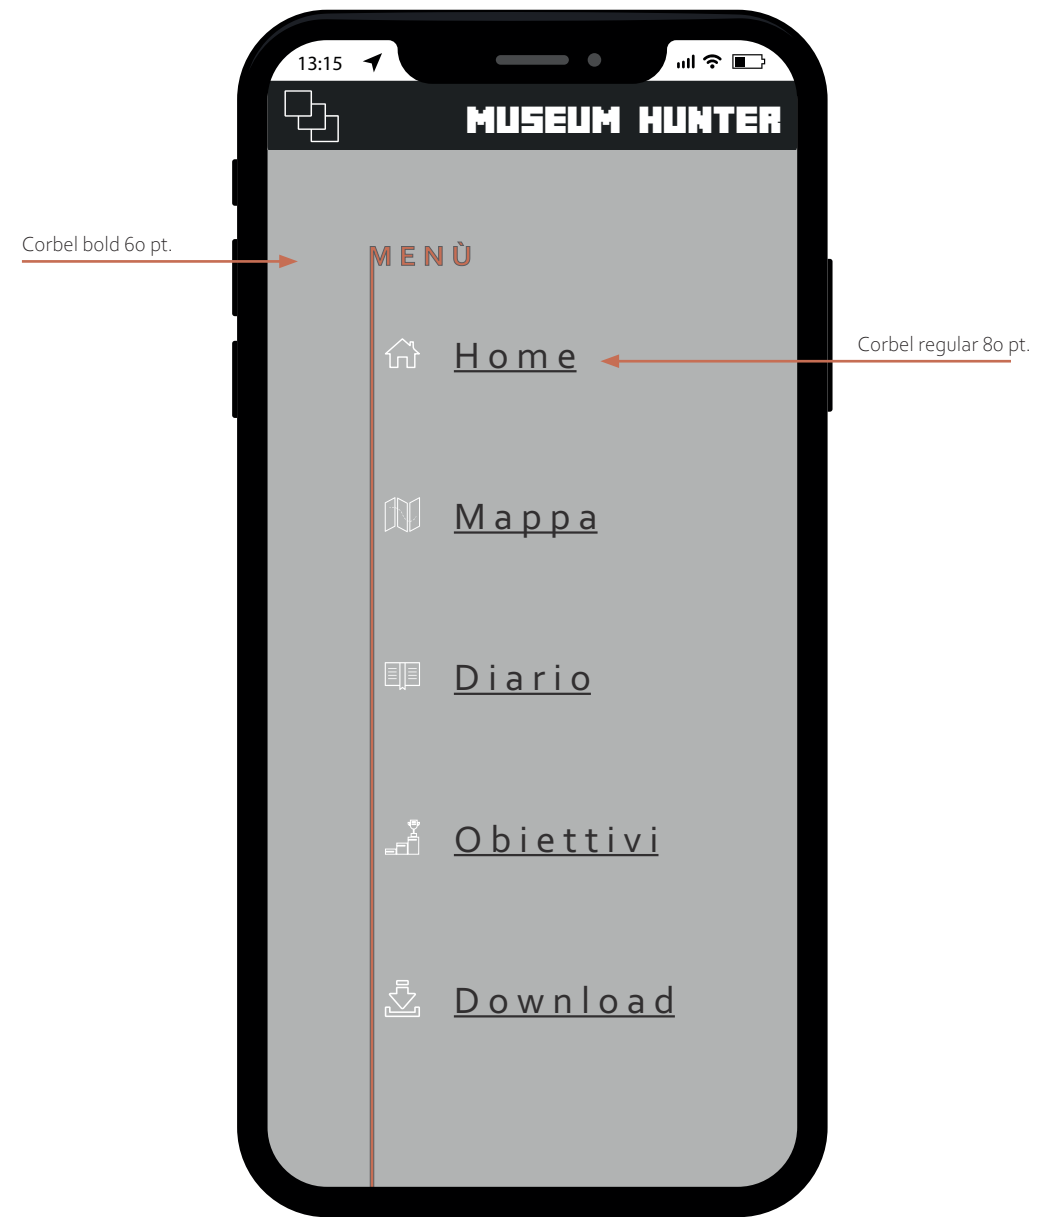 13:15
MUSEUM HUNTER
Corbel bold 60 pt.
MENÙ
Corbel regular 80 pt.
Home
Mappa
Diario
Obiettivi
Download